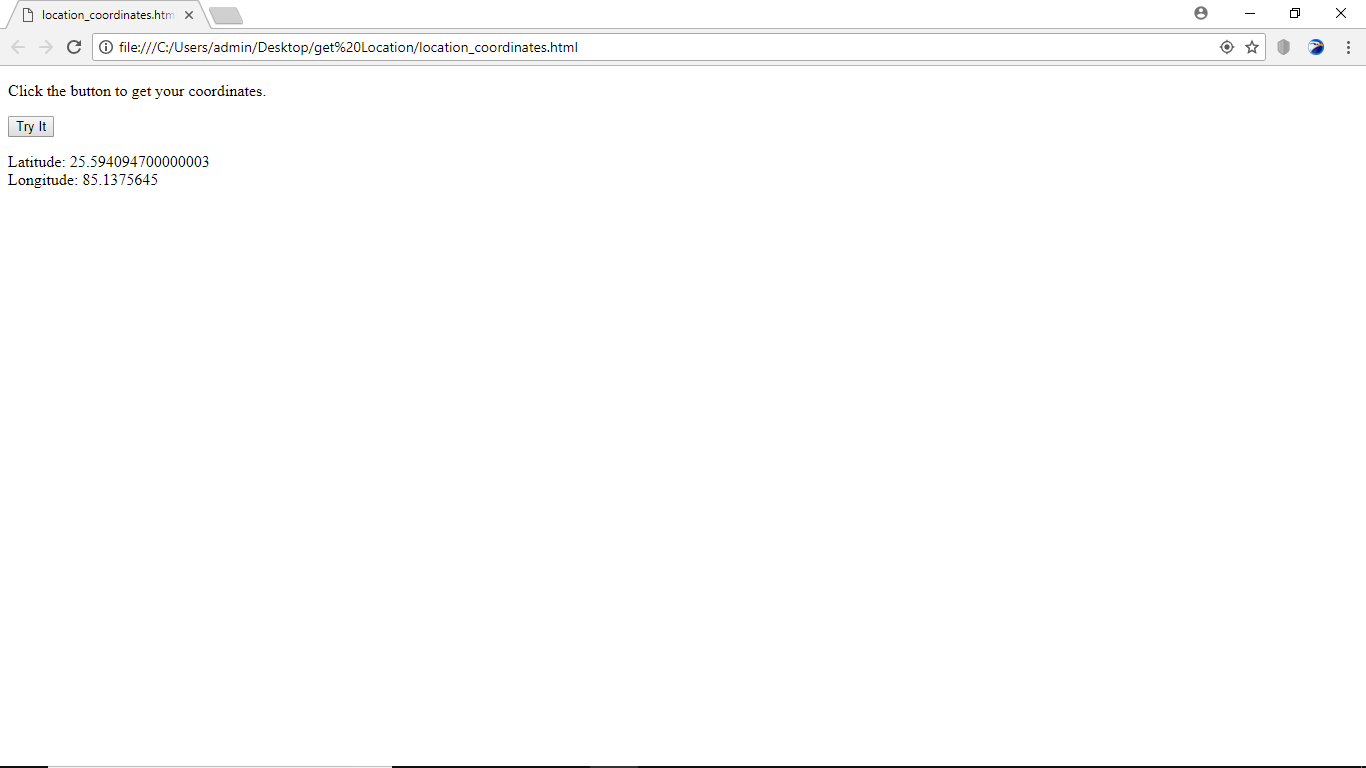 location_coordinates.htm
file:///C:/Users/admin/Desktop/get%20Location/location_coordinates.html
Click the button to get your coordinates.
Try It
Latitude: 25.594094700000003
Longitude: 85.1375645